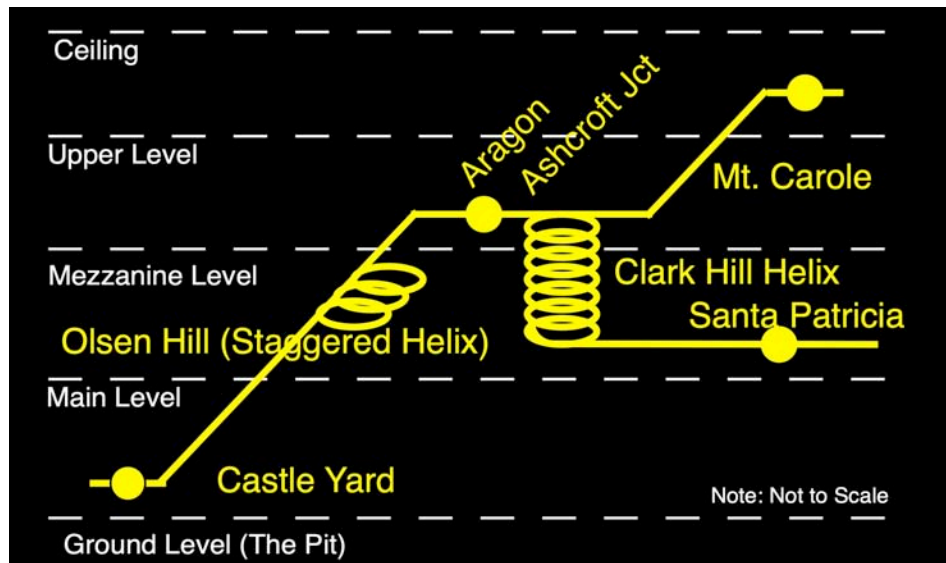 Ceiling
Aragon
Ashcroft Jct
Upper Level
Mt. Carole
Mezzanine Level
Clark Hill Helix
Santa Patricia
Olsen Hill (Staggered Helix)
Main Level
Castle Yard
Note: Not to Scale
Ground Level (The Pit)